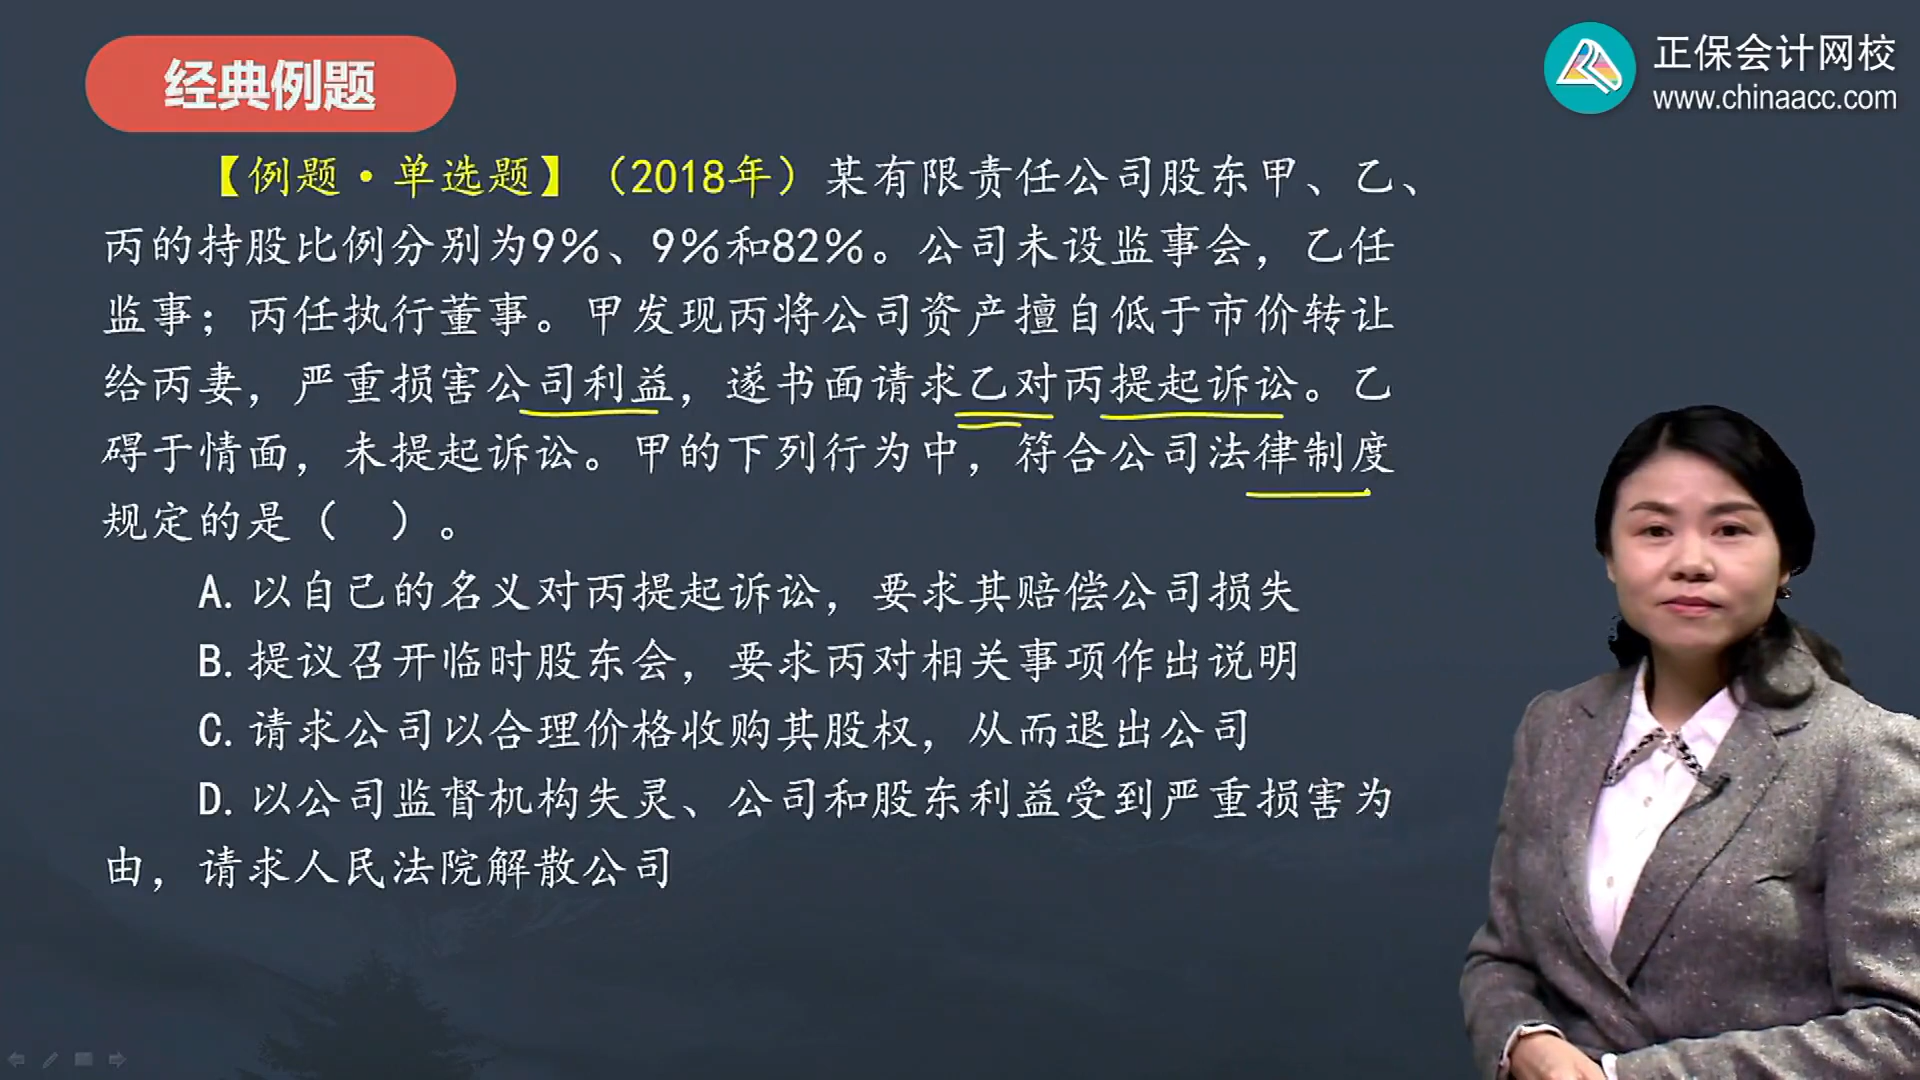 经典例题
正保会计网校
www.chinaacc.com
【例题·单选题】（2018年）某有限责任公司股东甲、乙、
丙的持股比例分别为9%、9%和82%。公司未设监事会，乙任
监事；丙任执行董事。甲发现丙将公司资产擅自低于市价转让
给丙妻，严重损害公司利益，遂书面请求乙对丙提起诉讼。乙
碍于情面，未提起诉讼。甲的下列行为中，符合公司法律制度
规定的是（ ）。
A. 以自己的名义对丙提起诉讼，要求其赔偿公司损失
B. 提议召开临时股东会，要求丙对相关事项作出说明
C. 请求公司以合理价格收购其股权，从而退出公司
D. 以公司监督机构失灵、公司和股东利益受到严重损害为
由，请求人民法院解散公司